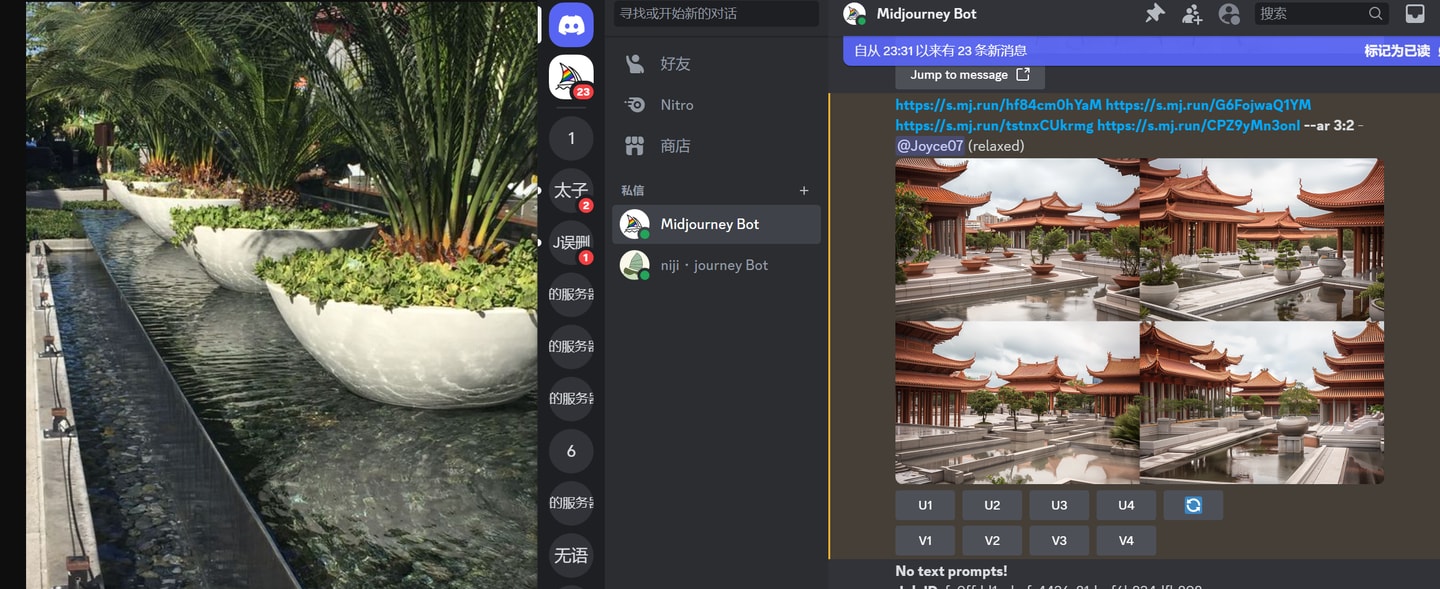 23
1
太子
2
J误删
1
的服务器
的服务器
的服务器
6
的服务器
无语
寻找或开始新的对话
好友
Nitro
商店
私信
+
Midjourney Bot
niji・journey Bot
Midjourney Bot
搜索
自从 23:31 以来有 23 条新消息
标记为已读
Jump to message
https://s.mj.run/hf84cm0hYaM https://s.mj.run/G6FojwaQ1YM
https://s.mj.run/tstnxCUkrmg https://s.mj.run/CPZ9yMn3onI --ar 3:2 -
@Joyce07 (relaxed)
U1 U2 U3 U4
V1 V2 V3 V4
No text prompts!